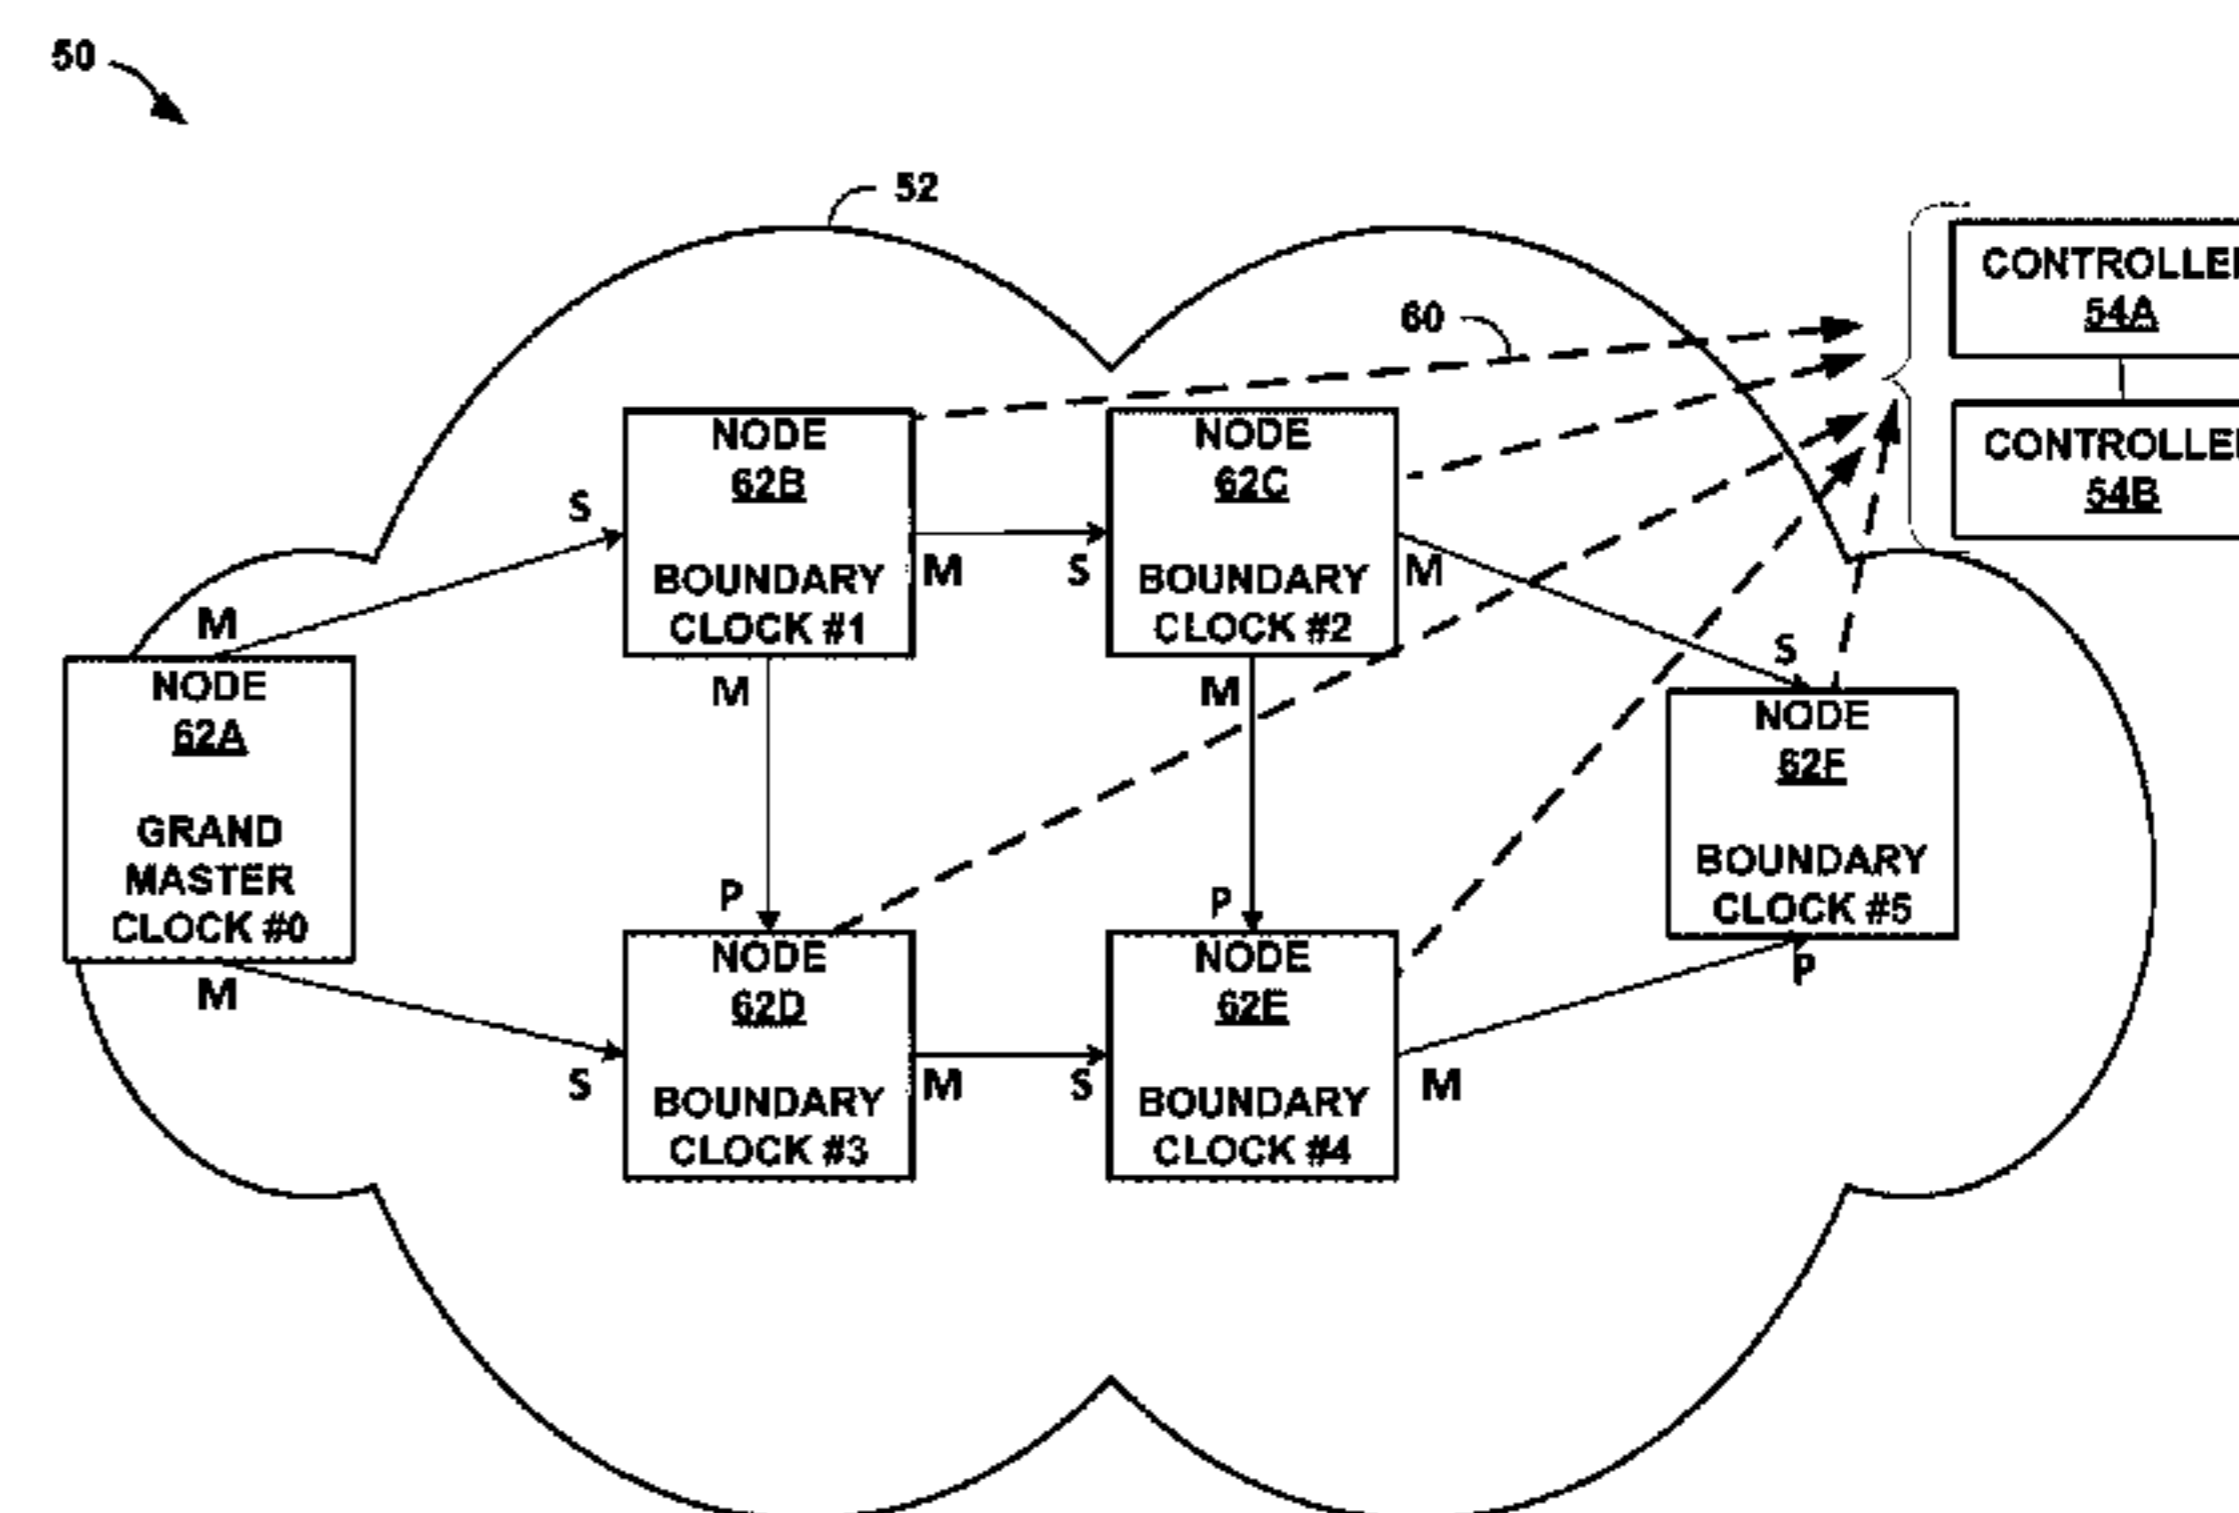 50
52
60
CONTROLLE
54A
CONTROLLE
54B
NODE
62B
BOUNDARY
CLOCK #1
NODE
62C
BOUNDARY
CLOCK #2
S
M
S
M
M
M
M
S
NODE
62A
GRAND
MASTER
CLOCK #0
NODE
62F
BOUNDARY
CLOCK #5
P
P
P
M
S
NODE
62D
BOUNDARY
CLOCK #3
M
S
NODE
62E
BOUNDARY
CLOCK #4
M